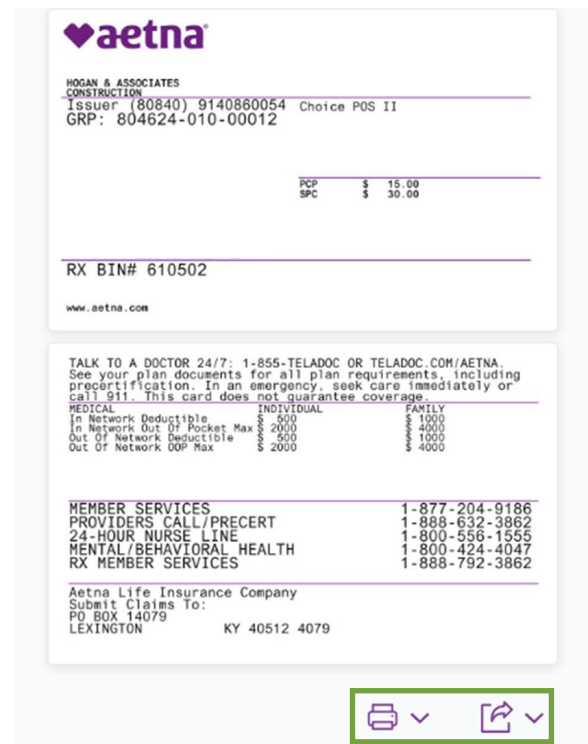 aetna
HOGAN & ASSOCIATES
CONSTRUCTION
Issuer (80840) 9140860054 Choice POS II
GRP: 804624-010-00012
PCP $ 15.00
SPC $ 30.00
RX BIN# 610502
www.aetna.com
TALK TO A DOCTOR 24/7: 1-855-TELADOC OR TELADOC.COM/AETNA.
See your plan documents for all plan requirements, including
precertification. In an emergency, seek care immediately or
call 911. This card does not guarantee coverage.
MEDICAL INDIVIDUAL FAMILY
In Network Deductible $ 500 $ 1000
In Network Out Of Pocket Max $ 2000 $ 4000
Out Of Network Deductible $ 500 $ 1000
Out Of Network OOP Max $ 2000 $ 4000
MEMBER SERVICES 1-877-204-9186
PROVIDERS CALL/PRECERT 1-888-632-3862
24-HOUR NURSE LINE 1-800-556-1555
MENTAL/BEHAVIORAL HEALTH 1-800-424-4047
RX MEMBER SERVICES 1-888-792-3862
Aetna Life Insurance Company
Submit Claims To:
PO BOX 14079
LEXINGTON KY 40512 4079